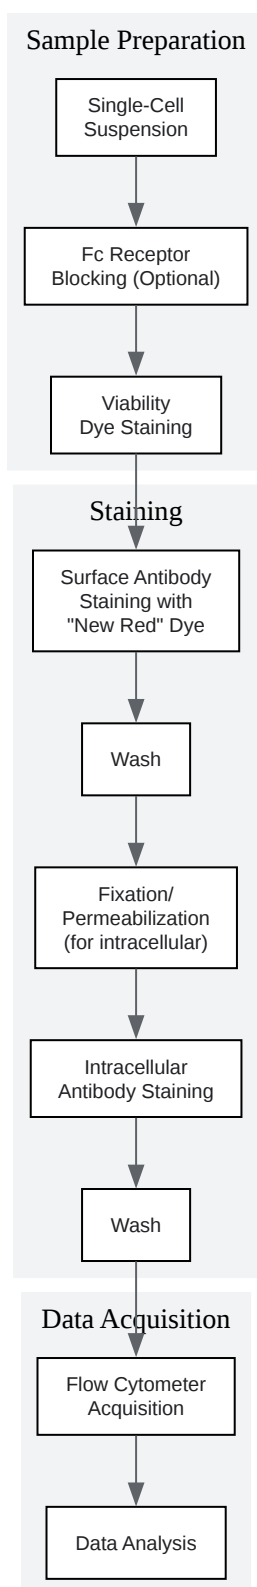 Sample Preparation
Single-Cell
Suspension
Fc Receptor
Blocking (Optional)
Viability
Dye Staining
Staining
Surface Antibody
Staining with
"New Red" Dye
Wash
Fixation/
Permeabilization
(for intracellular)
Intracellular
Antibody Staining
Wash
Data Acquisition
Flow Cytometer
Acquisition
Data Analysis